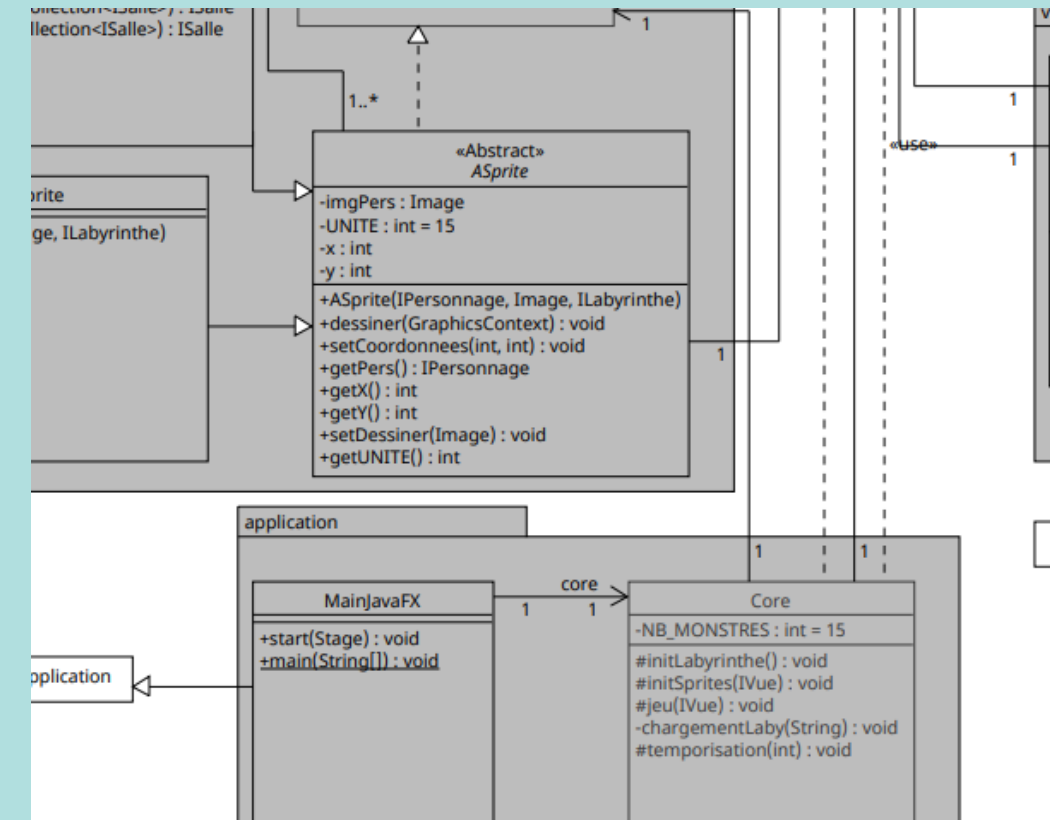 llection<ISalle>) : ISalle
1
1..*
«Abstract»
ASprite
-imgPers : Image
-UNITE : int = 15
-x : int
-y : int
+ASprite(IPersonnage, Image, ILabyrinthe)
+dessiner(GraphicsContext) : void
+setCoordonnees(int, int) : void
+getPers() : IPersonnage
+getX() : int
+getY() : int
+setDessiner(Image) : void
+getUNITE() : int
1
prite
ge, ILabyrinthe)
1
«use»
1
application
1
1
MainJavaFX
+start(Stage) : void
+main(String[]) : void
core
1
1
Core
-NB_MONSTRES : int = 15
#initLabyrinthe() : void
#initSprites(IVue) : void
#jeu(IVue) : void
-chargementLaby(String) : void
#temporisation(int) : void
pplication